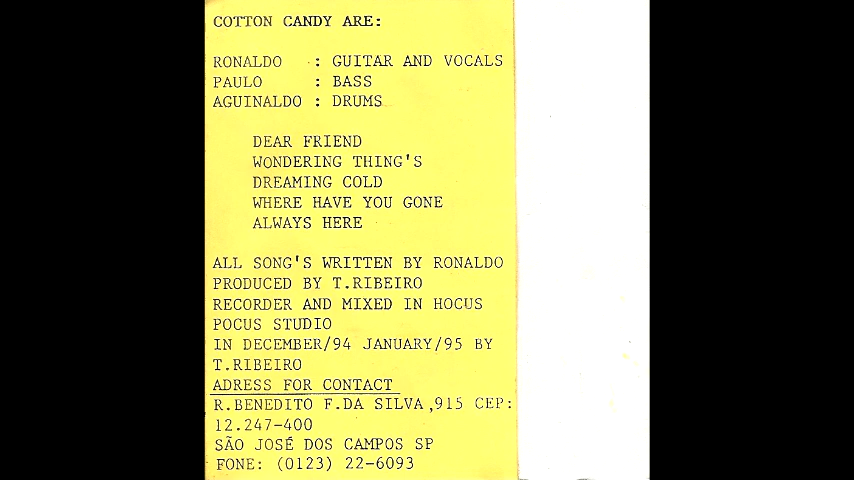 COTTON CANDY ARE:
RONALDO : GUITAR AND VOCALS
PAULO : BASS
AGUINALDO : DRUMS
DEAR FRIEND
WONDERING THING'S
DREAMING COLD
WHERE HAVE YOU GONE
ALWAYS HERE
ALL SONG'S WRITTEN BY RONALDO
PRODUCED BY T.RIBEIRO
RECORDER AND MIXED IN HOCUS
POCUS STUDIO
IN DECEMBER/94 JANUARY/95 BY
T.RIBEIRO
ADRESS FOR CONTACT
R.BENEDITO F.DA SILVA,915 CEP:
12.247-400
SÃO JOSÉ DOS CAMPOS SP
FONE: (0123) 22-6093